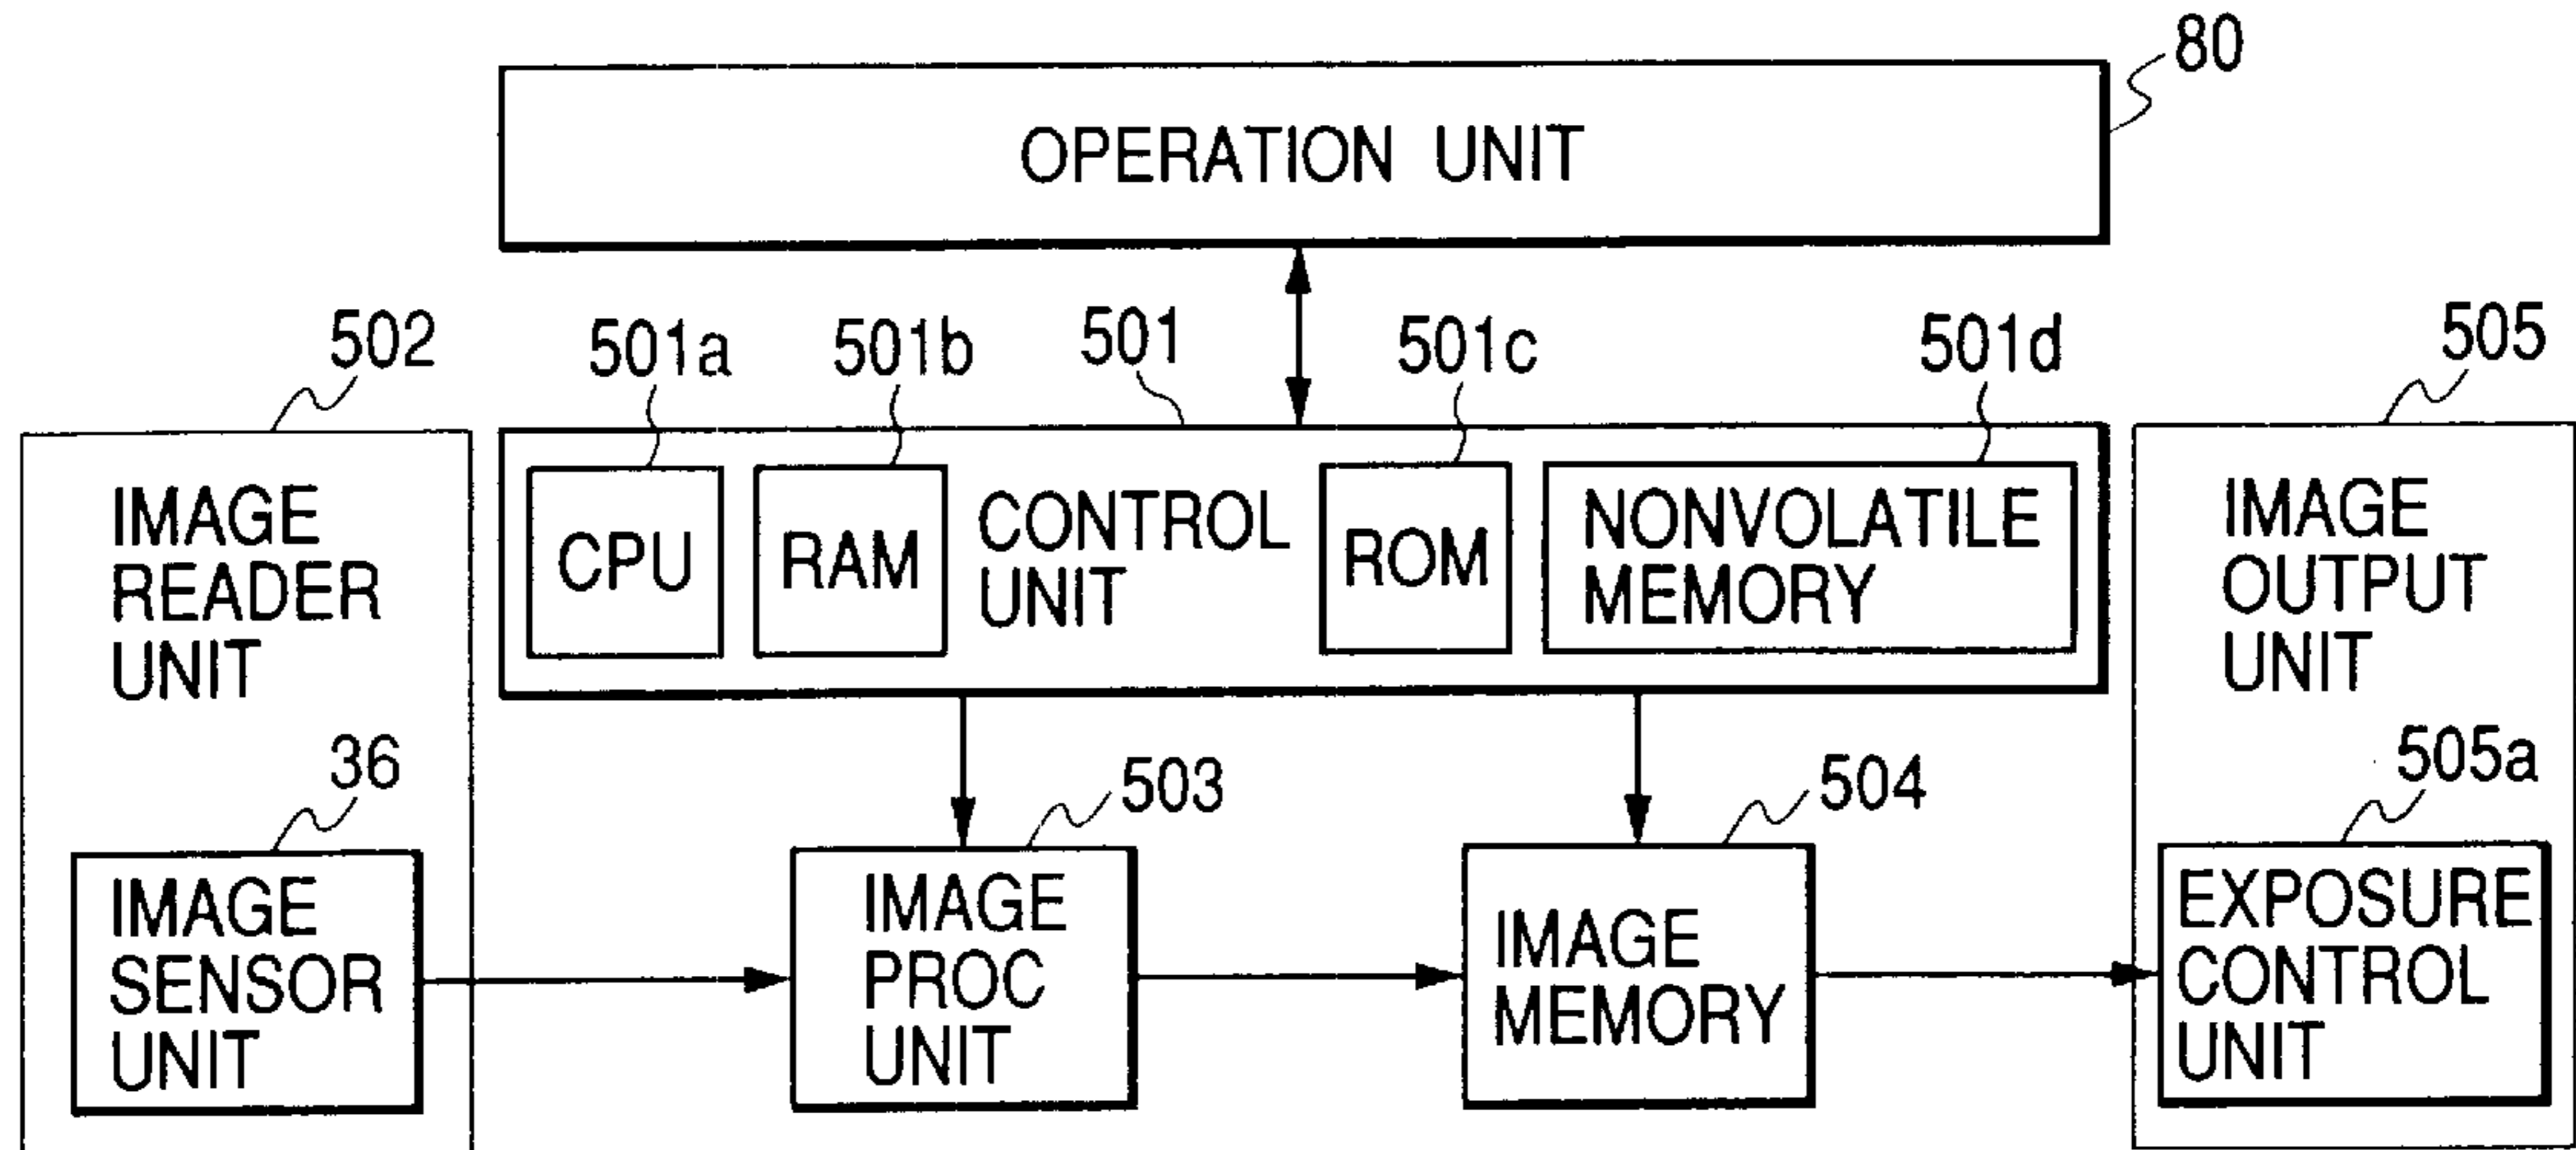 80
OPERATION UNIT
502
501a
501b
501
501c
501d
505
IMAGE
READER
UNIT
CPU
RAM
CONTROL
UNIT
ROM
NONVOLATILE
MEMORY
IMAGE
OUTPUT
UNIT
36
503
504
505a
IMAGE
SENSOR
UNIT
IMAGE
PROC
UNIT
IMAGE
MEMORY
EXPOSURE
CONTROL
UNIT